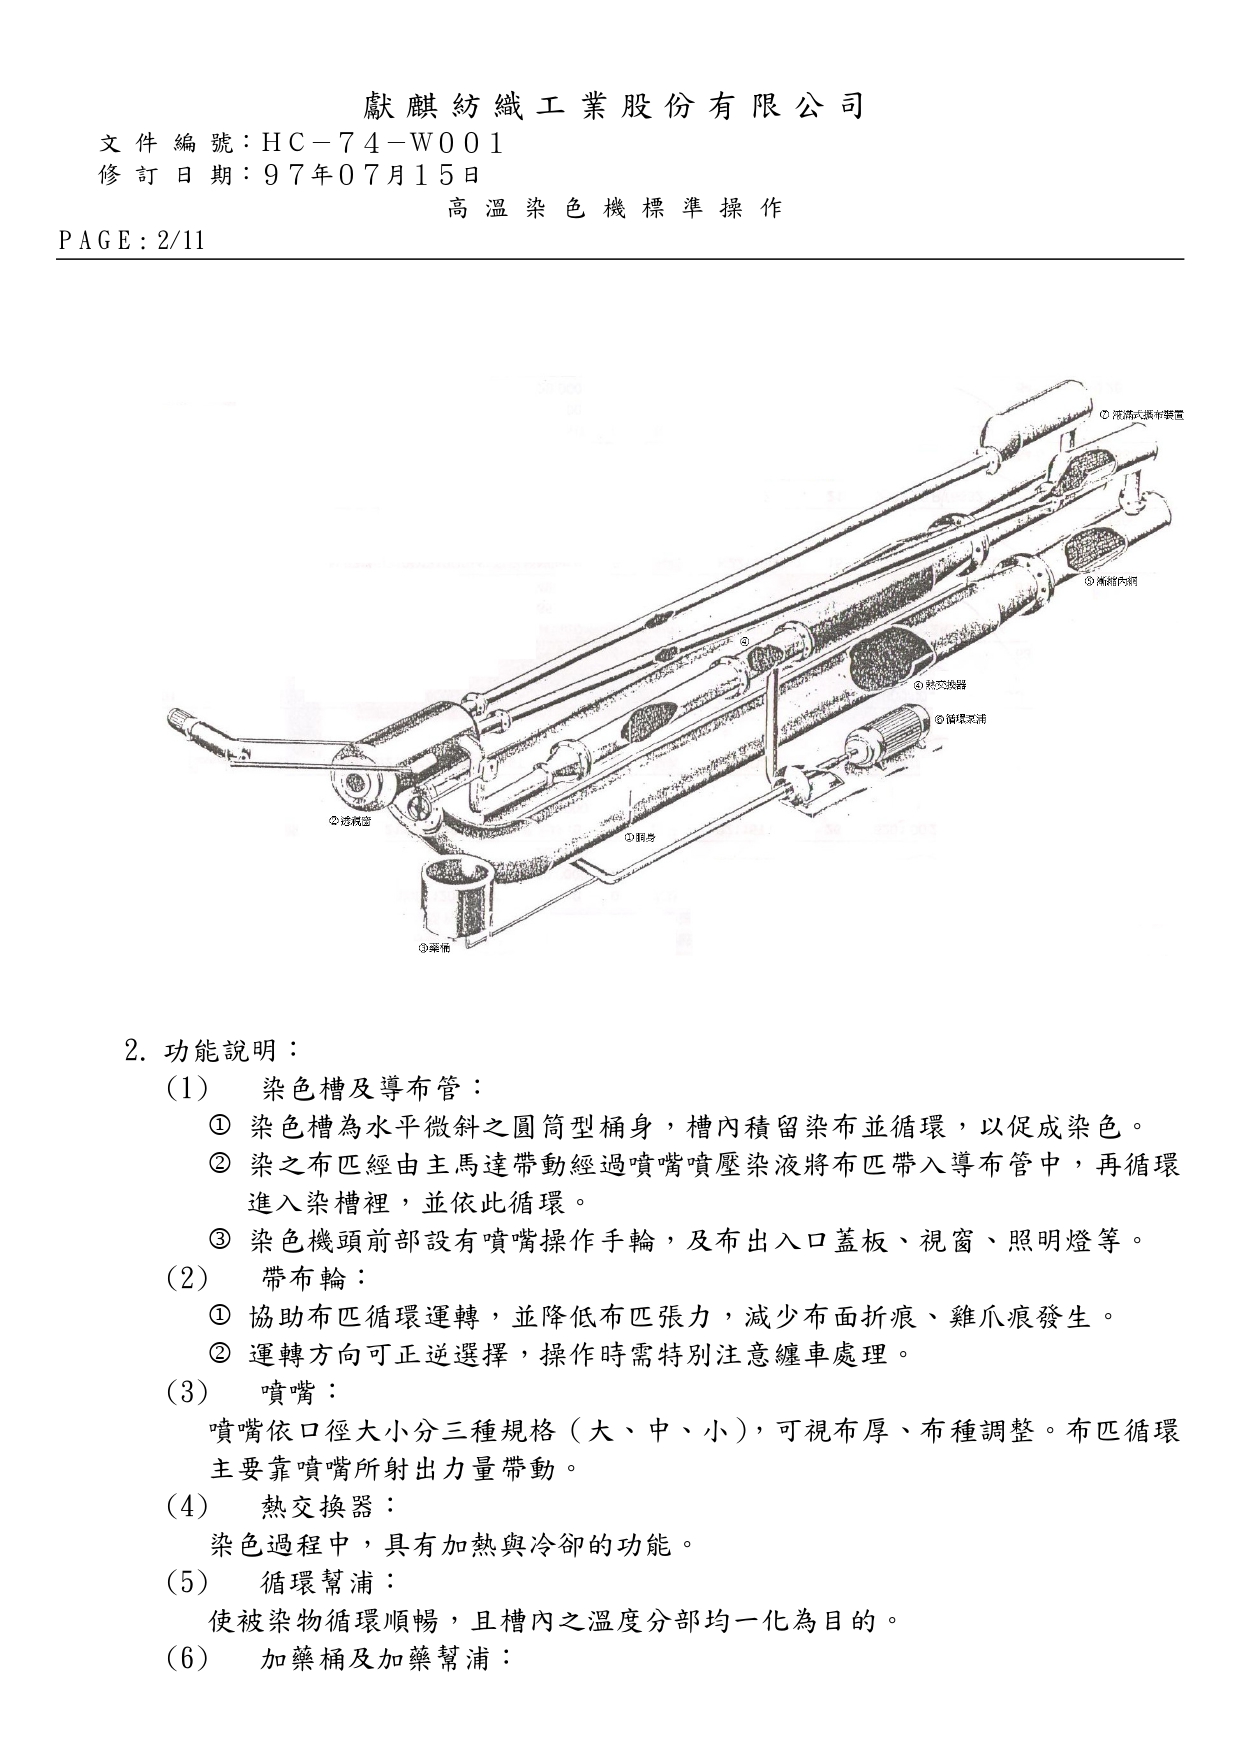 獻麒紡織工業股份有限公司
文件編號：HC－74－W001
修訂日期：97年07月15日
高溫染色機標準操作
PAGE: 2/11
⑦液滿式擴布裝置
⑤漸縮內網
④
④熱交換器
⑥循環泵浦
②透視窗
①胴身
③藥桶
2. 功能說明：
(1) 染色槽及導布管：
① 染色槽為水平微斜之圓筒型桶身，槽內積留染布並循環，以促成染色。
② 染之布匹經由主馬達帶動經過噴嘴噴壓染液將布匹帶入導布管中，再循環
進入染槽裡，並依此循環。
③ 染色機頭前部設有噴嘴操作手輪，及布出入口蓋板、視窗、照明燈等。
(2) 帶布輪：
① 協助布匹循環運轉，並降低布匹張力，減少布面折痕、雞爪痕發生。
② 運轉方向可正逆選擇，操作時需特別注意纏車處理。
(3) 噴嘴：
噴嘴依口徑大小分三種規格（大、中、小），可視布厚、布種調整。布匹循環
主要靠噴嘴所射出力量帶動。
(4) 熱交換器：
染色過程中，具有加熱與冷卻的功能。
(5) 循環幫浦：
使被染物循環順暢，且槽內之溫度分部均一化為目的。
(6) 加藥桶及加藥幫浦：